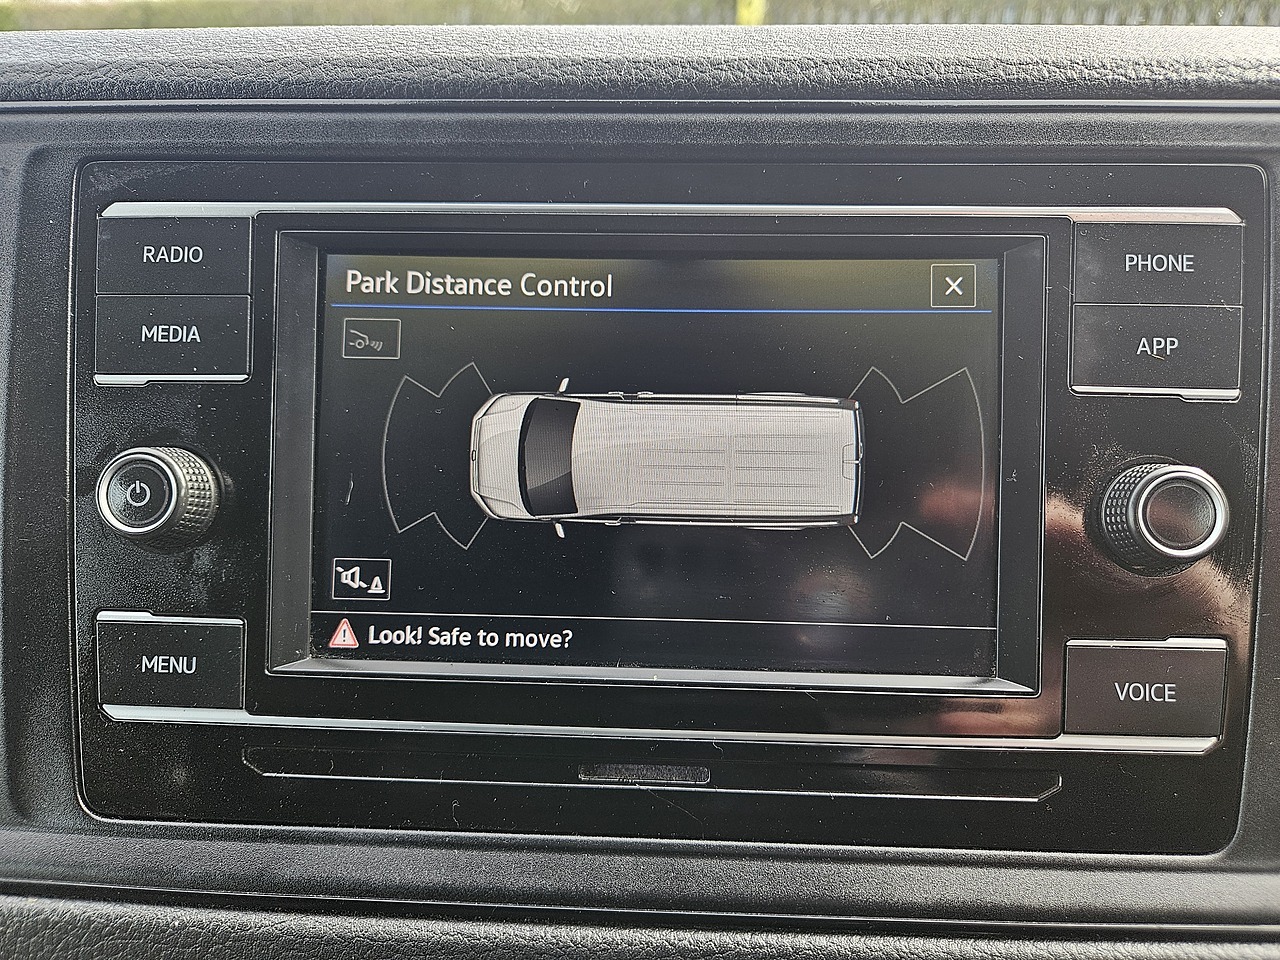 RADIO
MEDIA
MENU
Park Distance Control
Look! Safe to move?
PHONE
APP
VOICE